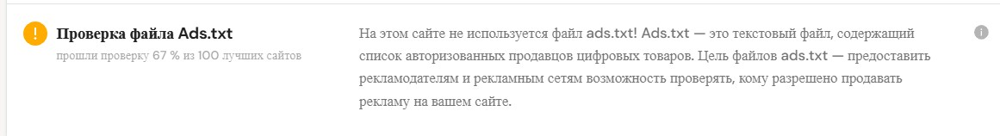 Проверка файла Ads.txt
прошли проверку 67 % из 100 лучших сайтов
На этом сайте не используется файл ads.txt! Ads.txt — это текстовый файл, содержащий
список авторизованных продавцов цифровых товаров. Цель файлов ads.txt — предоставить
рекламодателям и рекламным сетям возможность проверять, кому разрешено продавать
рекламу на вашем сайте.